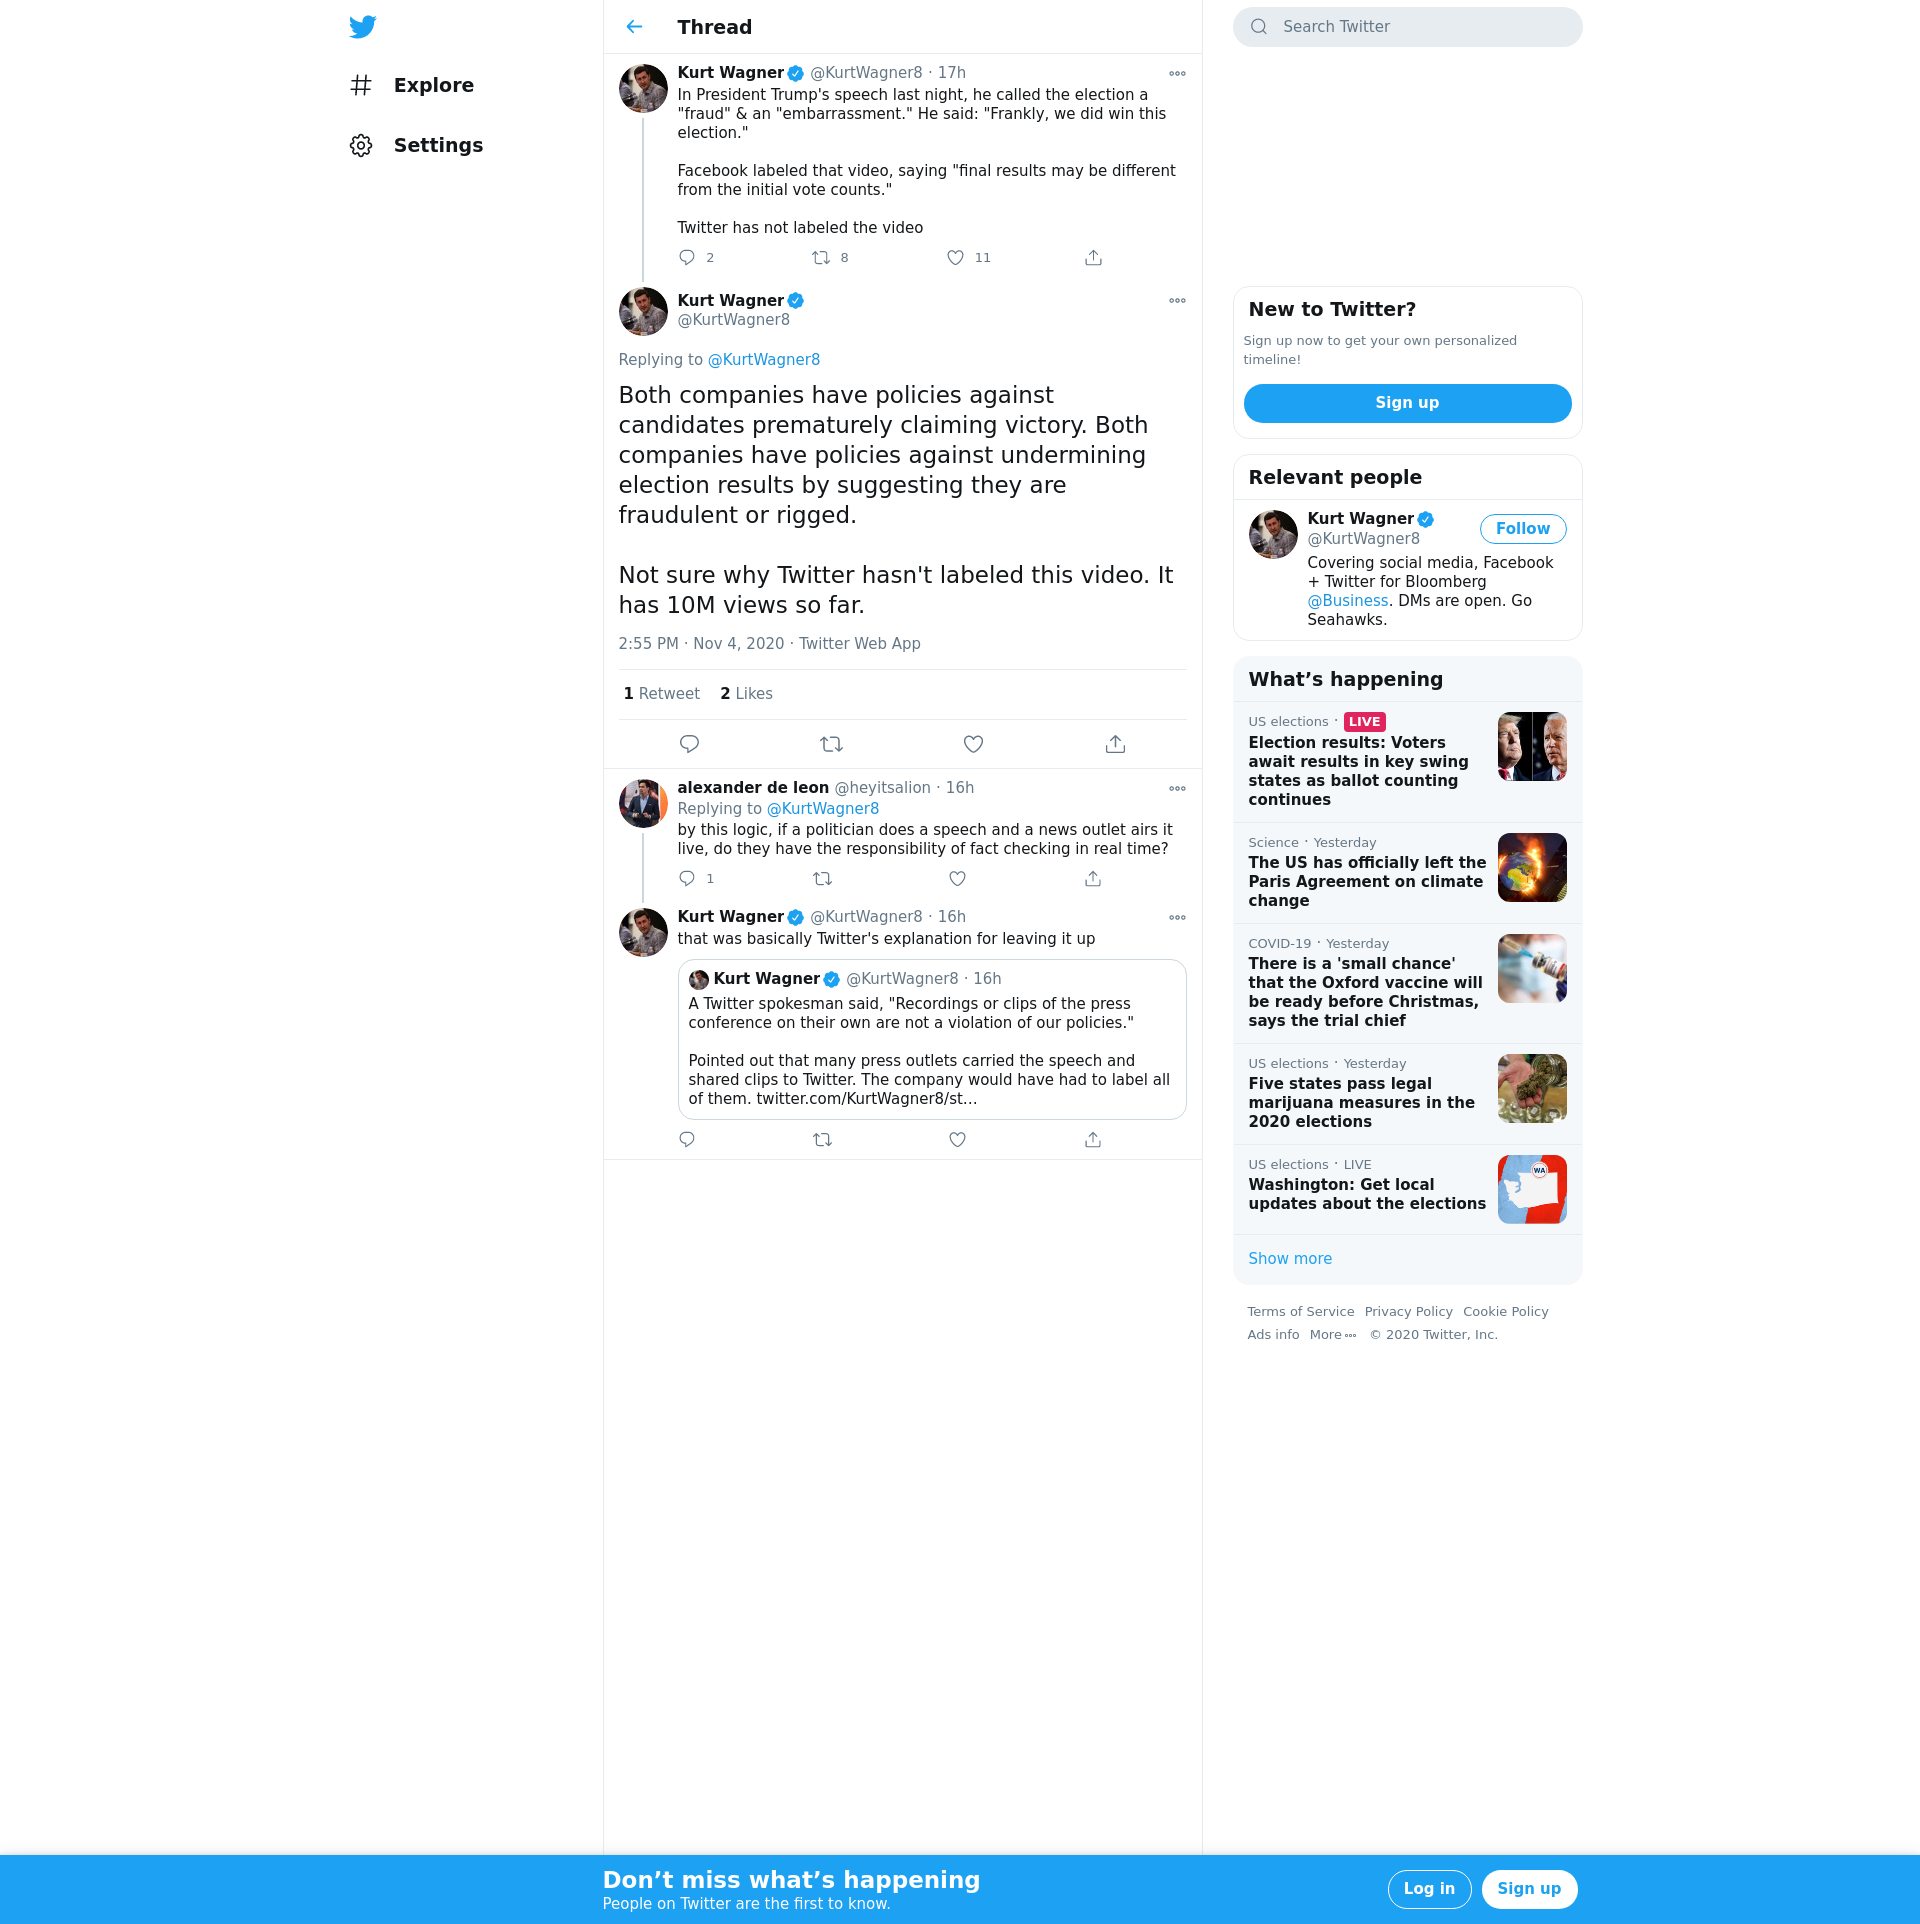 Explore
Settings
Thread
Kurt Wagner @KurtWagner8 · 17h
In President Trump's speech last night, he called the election a
"fraud" & an "embarrassment." He said: "Frankly, we did win this
election."
Facebook labeled that video, saying "final results may be different
from the initial vote counts."
Twitter has not labeled the video
2 8 11
Kurt Wagner
@KurtWagner8
Replying to @KurtWagner8
Both companies have policies against
candidates prematurely claiming victory. Both
companies have policies against undermining
election results by suggesting they are
fraudulent or rigged.
Not sure why Twitter hasn't labeled this video. It
has 10M views so far.
2:55 PM · Nov 4, 2020 · Twitter Web App
1 Retweet 2 Likes
alexander de leon @heyitsalion · 16h
Replying to @KurtWagner8
by this logic, if a politician does a speech and a news outlet airs it
live, do they have the responsibility of fact checking in real time?
1
Kurt Wagner @KurtWagner8 · 16h
that was basically Twitter's explanation for leaving it up
Kurt Wagner @KurtWagner8 · 16h
A Twitter spokesman said, "Recordings or clips of the press
conference on their own are not a violation of our policies."
Pointed out that many press outlets carried the speech and
shared clips to Twitter. The company would have had to label all
of them. twitter.com/KurtWagner8/st…
Search Twitter
New to Twitter?
Sign up now to get your own personalized
timeline!
Sign up
Relevant people
Kurt Wagner
@KurtWagner8
Follow
Covering social media, Facebook
+ Twitter for Bloomberg
@Business. DMs are open. Go
Seahawks.
What's happening
US elections · LIVE
Election results: Voters
await results in key swing
states as ballot counting
continues
Science · Yesterday
The US has officially left the
Paris Agreement on climate
change
COVID-19 · Yesterday
There is a 'small chance'
that the Oxford vaccine will
be ready before Christmas,
says the trial chief
US elections · Yesterday
Five states pass legal
marijuana measures in the
2020 elections
US elections · LIVE
Washington: Get local
updates about the elections
WA
Show more
Terms of Service Privacy Policy Cookie Policy
Ads info More © 2020 Twitter, Inc.
Don’t miss what’s happening
People on Twitter are the first to know.
Log in
Sign up